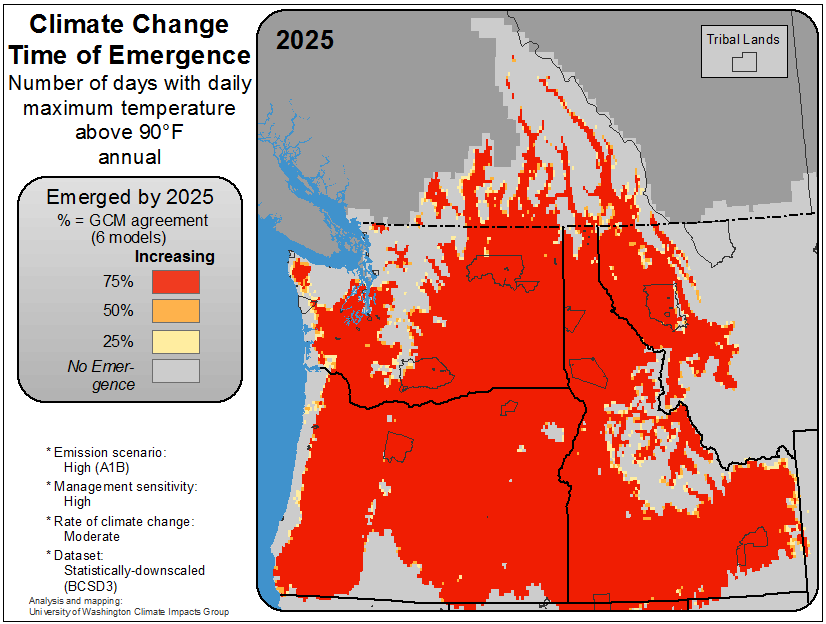 Climate Change
Time of Emergence
Number of days with daily
maximum temperature
above 90°F
annual
Emerged by 2025
% = GCM agreement
(6 models)
Increasing
75%
50%
25%
No Emer-
gence
* Emission scenario:
High (A1B)
* Management sensitivity:
High
* Rate of climate change:
Moderate
* Dataset:
Statistically-downscaled
(BCSD3)
Analysis and mapping:
University of Washington Climate Impacts Group
2025
Tribal Lands